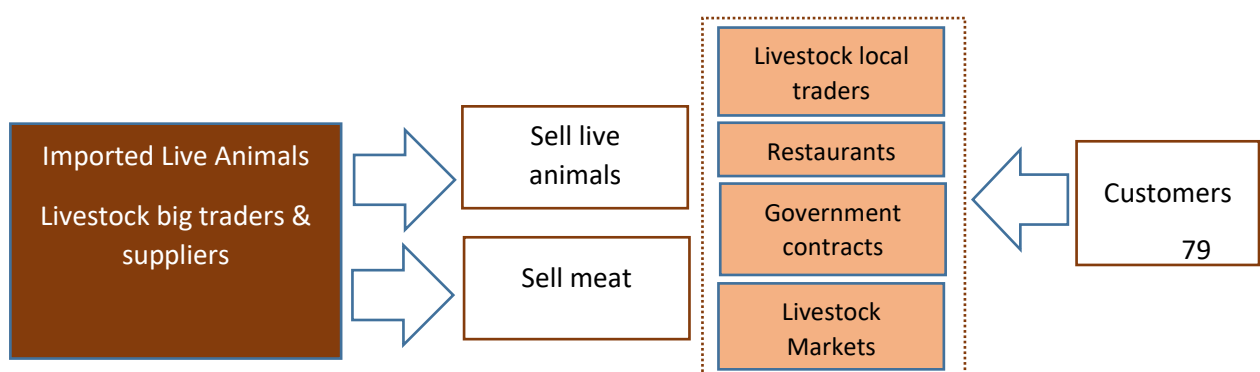 Imported Live Animals
Livestock big traders &
suppliers
Sell live
animals
Sell meat
Livestock local
traders
Restaurants
Government
contracts
Livestock
Markets
Customers
79